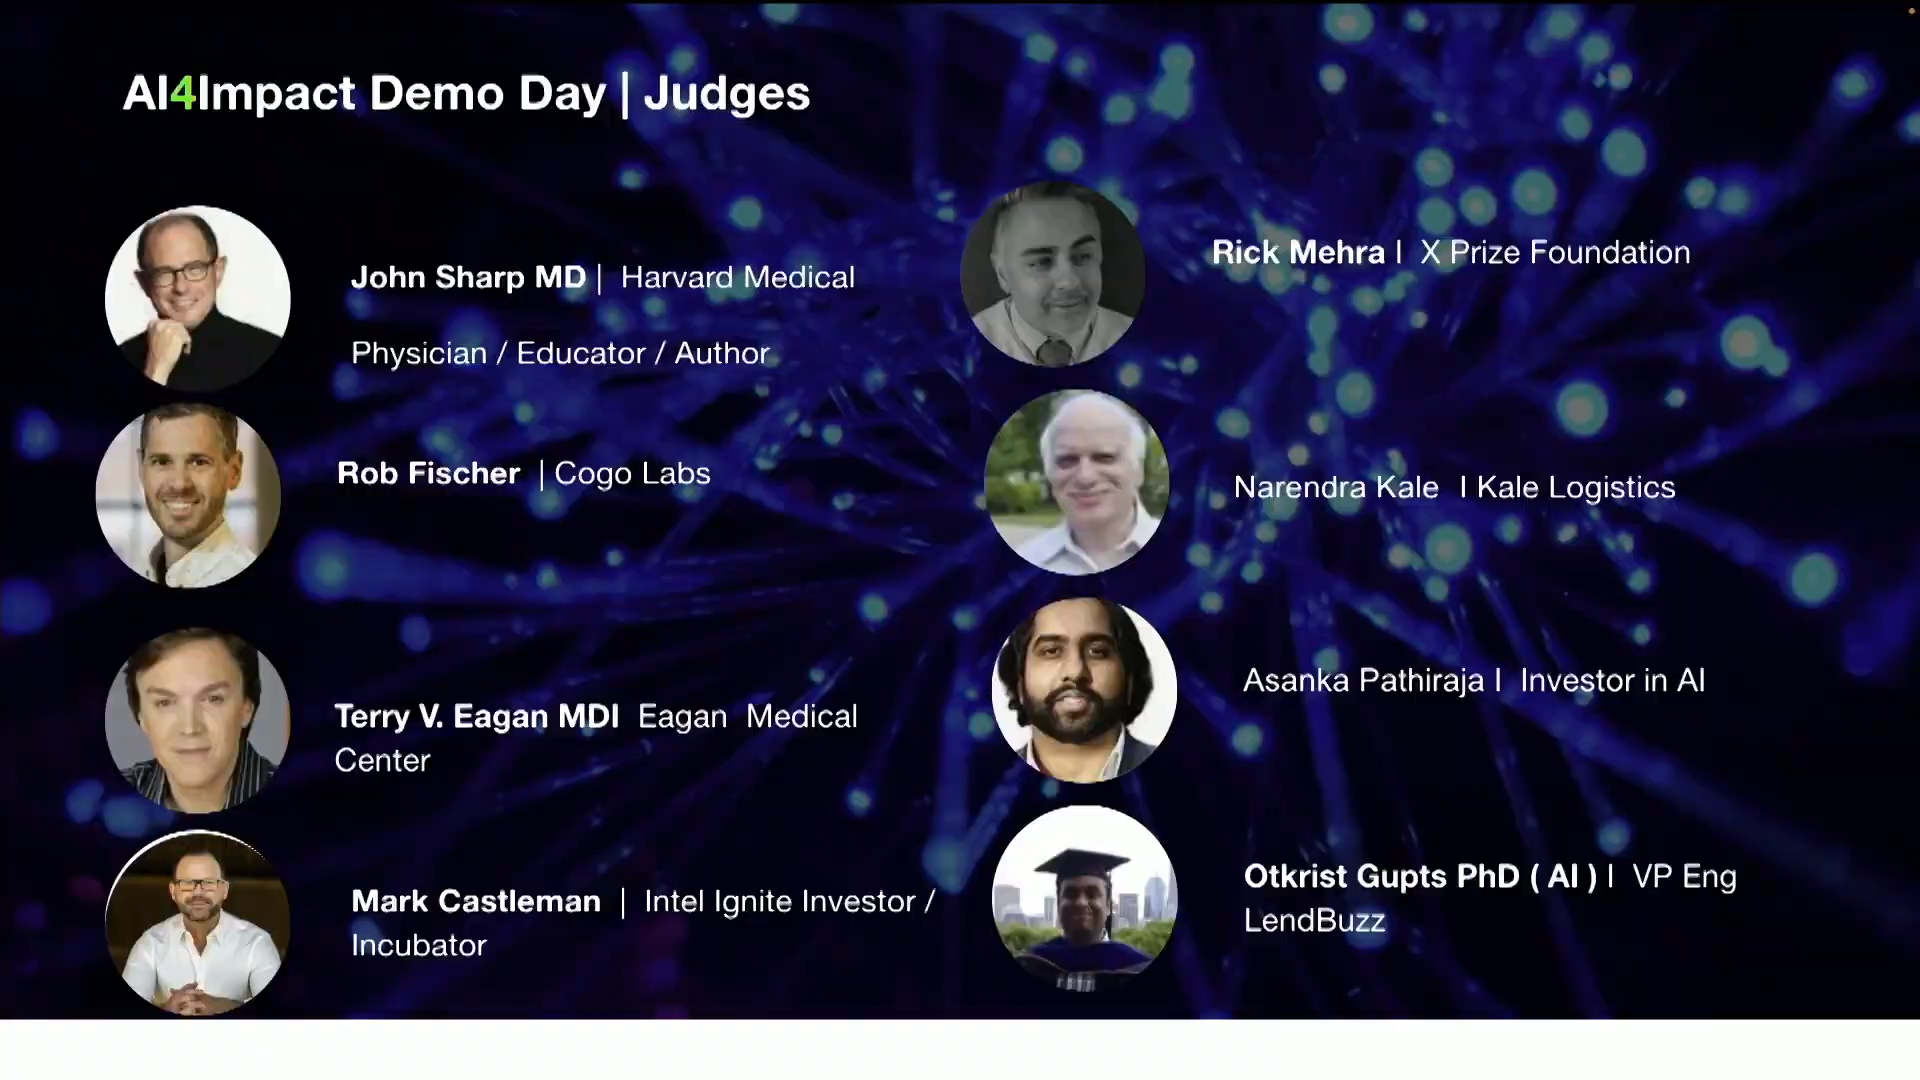 AI4Impact Demo Day | Judges
John Sharp MD | Harvard Medical
Physician / Educator / Author
Rob Fischer | Cogo Labs
Terry V. Eagan MDI Eagan Medical
Center
Mark Castleman | Intel Ignite Investor /
Incubator
Rick Mehra I X Prize Foundation
Narendra Kale I Kale Logistics
Asanka Pathiraja I Investor in AI
Otkrist Gupts PhD ( AI ) I VP Eng
LendBuzz